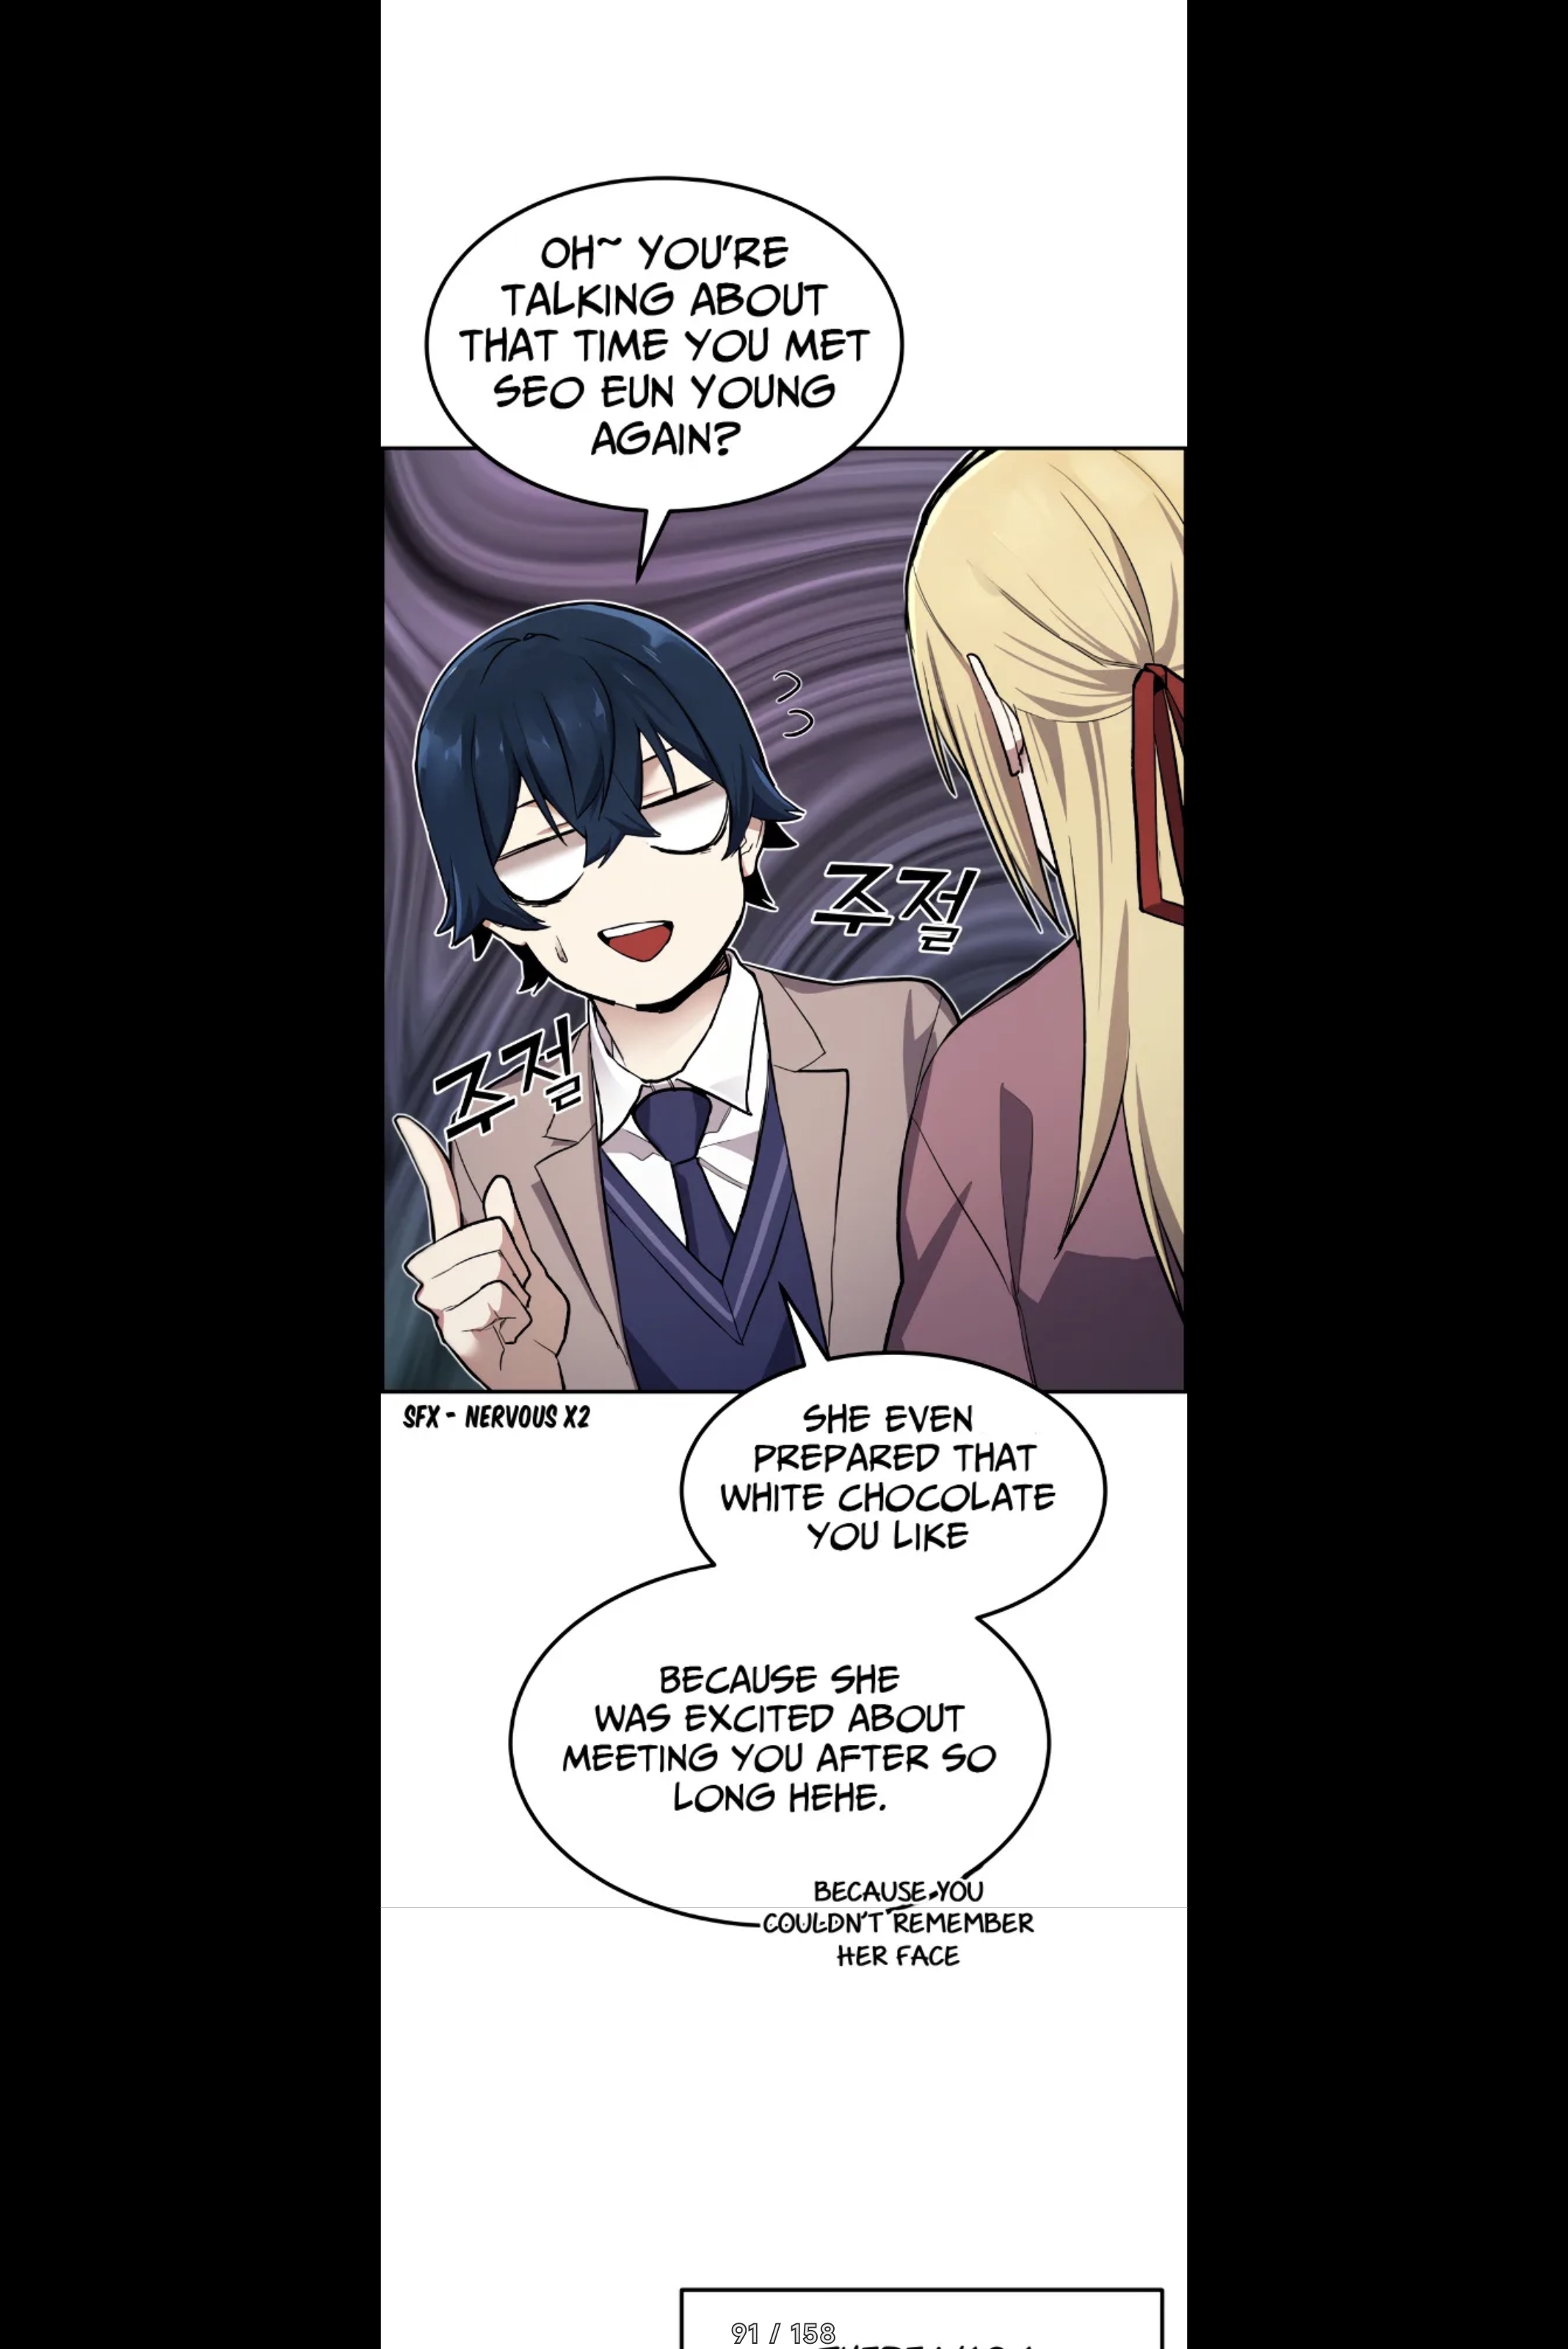 OH~ YOU'RE
TALKING ABOUT
THAT TIME YOU MET
SEO EUN YOUNG
AGAIN?
주절
주절
SFX - NERVOUS X2
SHE EVEN
PREPARED THAT
WHITE CHOCOLATE
YOU LIKE
BECAUSE SHE
WAS EXCITED ABOUT
MEETING YOU AFTER SO
LONG HEHE.
BECAUSE YOU
COULDN'T REMEMBER
HER FACE
91 / 158